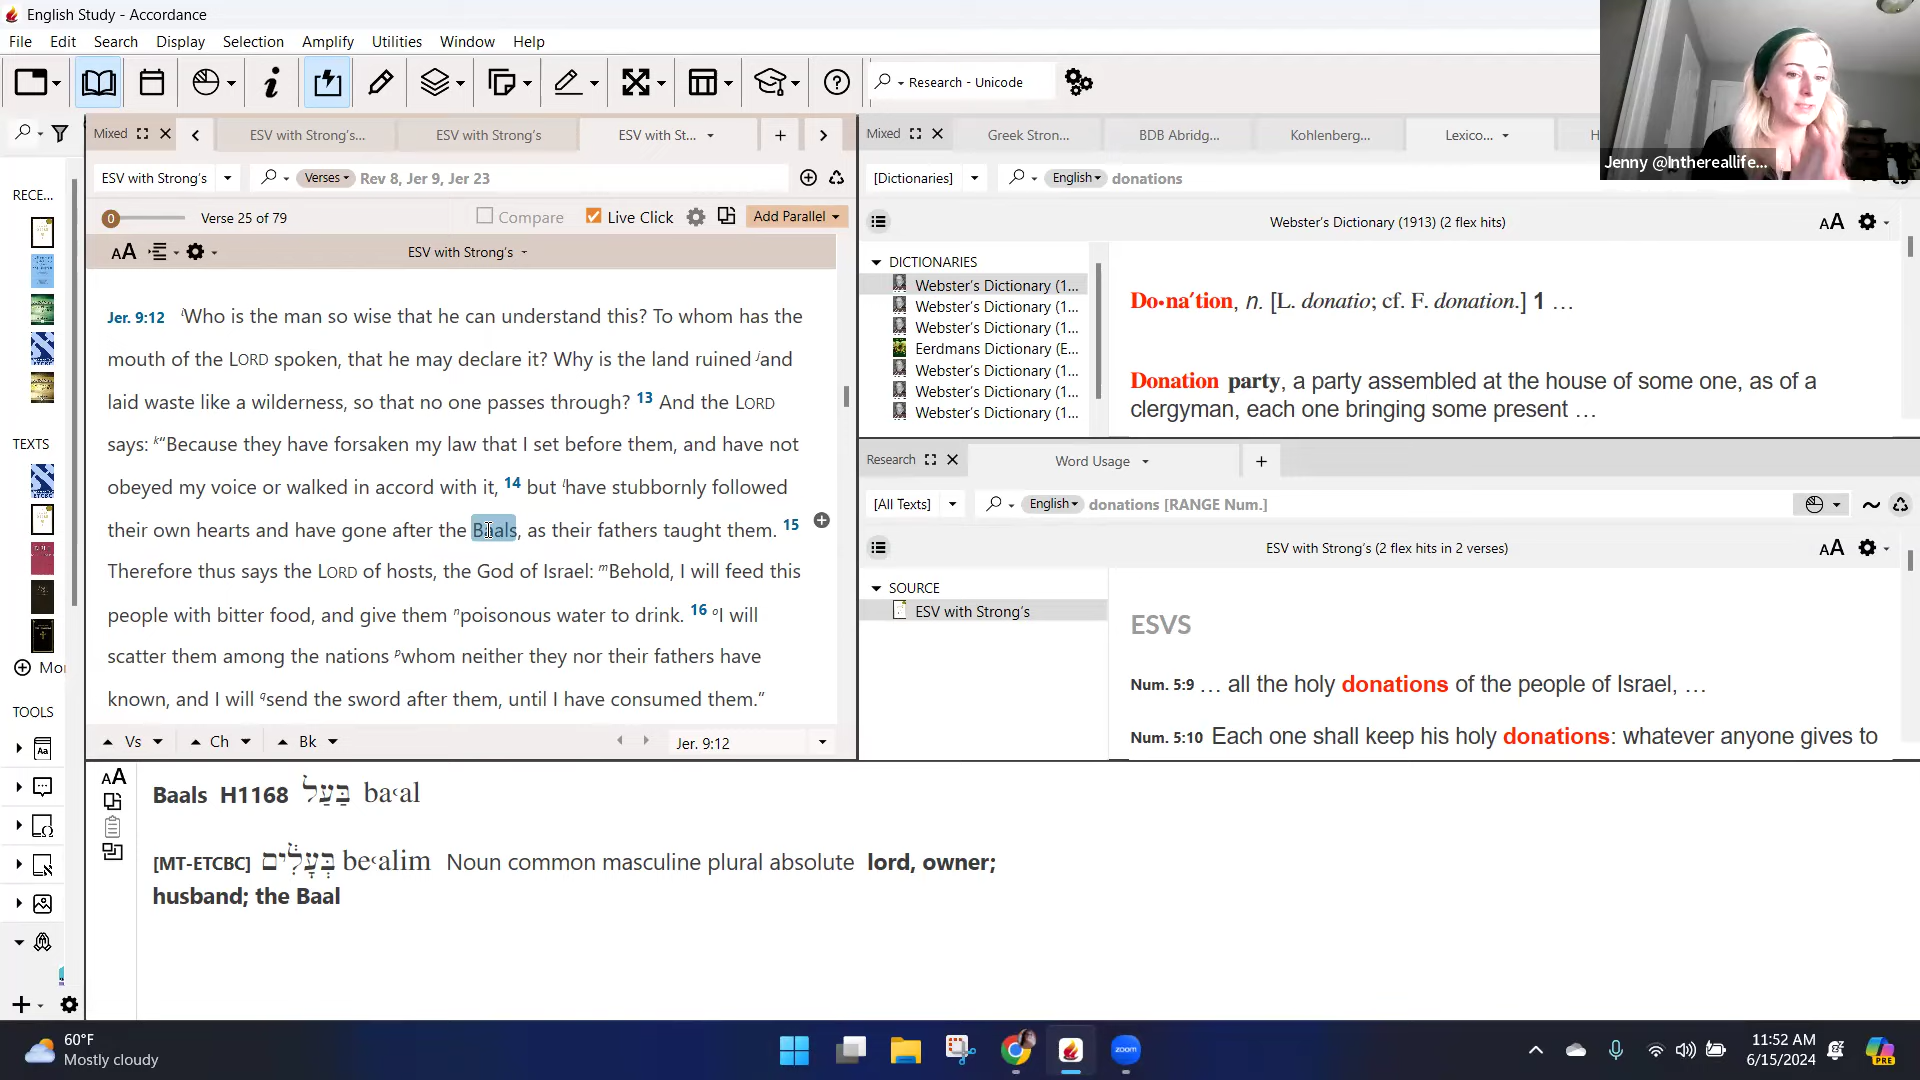 English Study - Accordance
File Edit Search Display Selection Amplify Utilities Window Help
Research - Unicode
Jenny @Inthereallife...
Mixed
ESV with Strong's...
ESV with Strong's
ESV with St...
ESV with Strong's
Verses
Rev 8, Jer 9, Jer 23
0
Verse 25 of 79
Compare
Live Click
Add Parallel
AA
ESV with Strong's
RECE...
TEXTS
Mor
TOOLS
Jer. 9:12 iWho is the man so wise that he can understand this? To whom has the
mouth of the LORD spoken, that he may declare it? Why is the land ruined jand
laid waste like a wilderness, so that no one passes through? 13 And the LORD
says: k“Because they have forsaken my law that I set before them, and have not
obeyed my voice or walked in accord with it, 14 but lhave stubbornly followed
their own hearts and have gone after the Baals, as their fathers taught them. 15
Therefore thus says the LORD of hosts, the God of Israel: mBehold, I will feed this
people with bitter food, and give them npoisonous water to drink. 16 oI will
scatter them among the nations pwhom neither they nor their fathers have
known, and I will qsend the sword after them, until I have consumed them.”
Vs Ch Bk Jer. 9:12
Mixed
Greek Stron...
BDB Abridg...
Kohlenberg...
Lexico...
H
[Dictionaries]
English
donations
Webster's Dictionary (1913) (2 flex hits)
AA
DICTIONARIES
Webster's Dictionary (1...
Webster's Dictionary (1...
Webster's Dictionary (1...
Eerdmans Dictionary (E...
Webster's Dictionary (1...
Webster's Dictionary (1...
Webster's Dictionary (1...
Do•na′tion, n. [L. donatio; cf. F. donation.] 1 …
Donation party, a party assembled at the house of some one, as of a
clergyman, each one bringing some present …
Research
Word Usage
[All Texts]
English
donations [RANGE Num.]
ESV with Strong's (2 flex hits in 2 verses)
AA
SOURCE
ESV with Strong's
ESVS
Num. 5:9 … all the holy donations of the people of Israel, …
Num. 5:10 Each one shall keep his holy donations: whatever anyone gives to
AA
Baals H1168 בַּעַל baʿal
[MT-ETCBC] בְּעָלִ֔ים beʿalim Noun common masculine plural absolute lord, owner;
husband; the Baal
60°F
Mostly cloudy
zoom
11:52 AM
6/15/2024
PRE